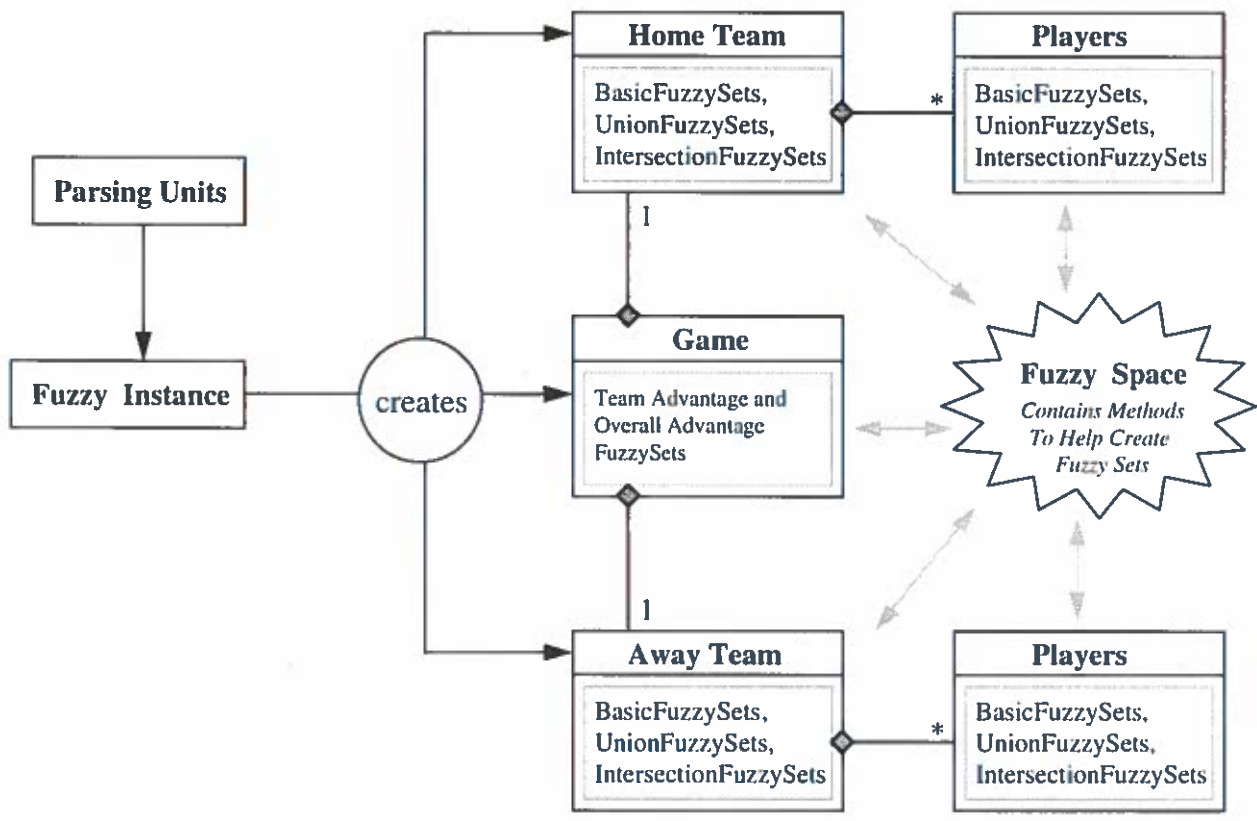 Home Team
BasicFuzzySets,
UnionFuzzySets,
IntersectionFuzzySets
*
Players
BasicFuzzySets,
UnionFuzzySets,
IntersectionFuzzySets
Parsing Units
1
Fuzzy Instance
creates
Game
Team Advantage and
Overall Advantage
FuzzySets
Fuzzy Space
Contains Methods
To Help Create
Fuzzy Sets
1
Away Team
BasicFuzzySets,
UnionFuzzySets,
IntersectionFuzzySets
*
Players
BasicFuzzySets,
UnionFuzzySets,
IntersectionFuzzySets